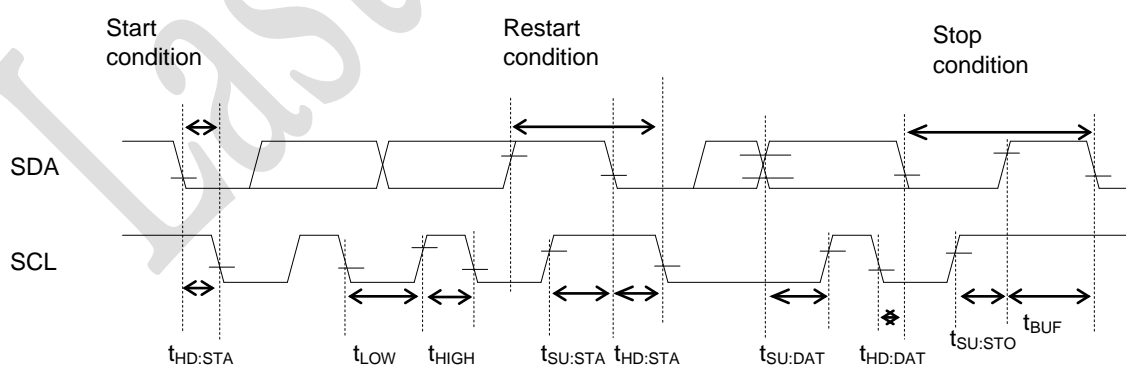 Start
condition
Restart
condition
Stop
condition
SDA
SCL
tHD:STA
tLOW
tHIGH
tSU:STA
tHD:STA
tSU:DAT
tHD:DAT
tSU:STO
tBUF